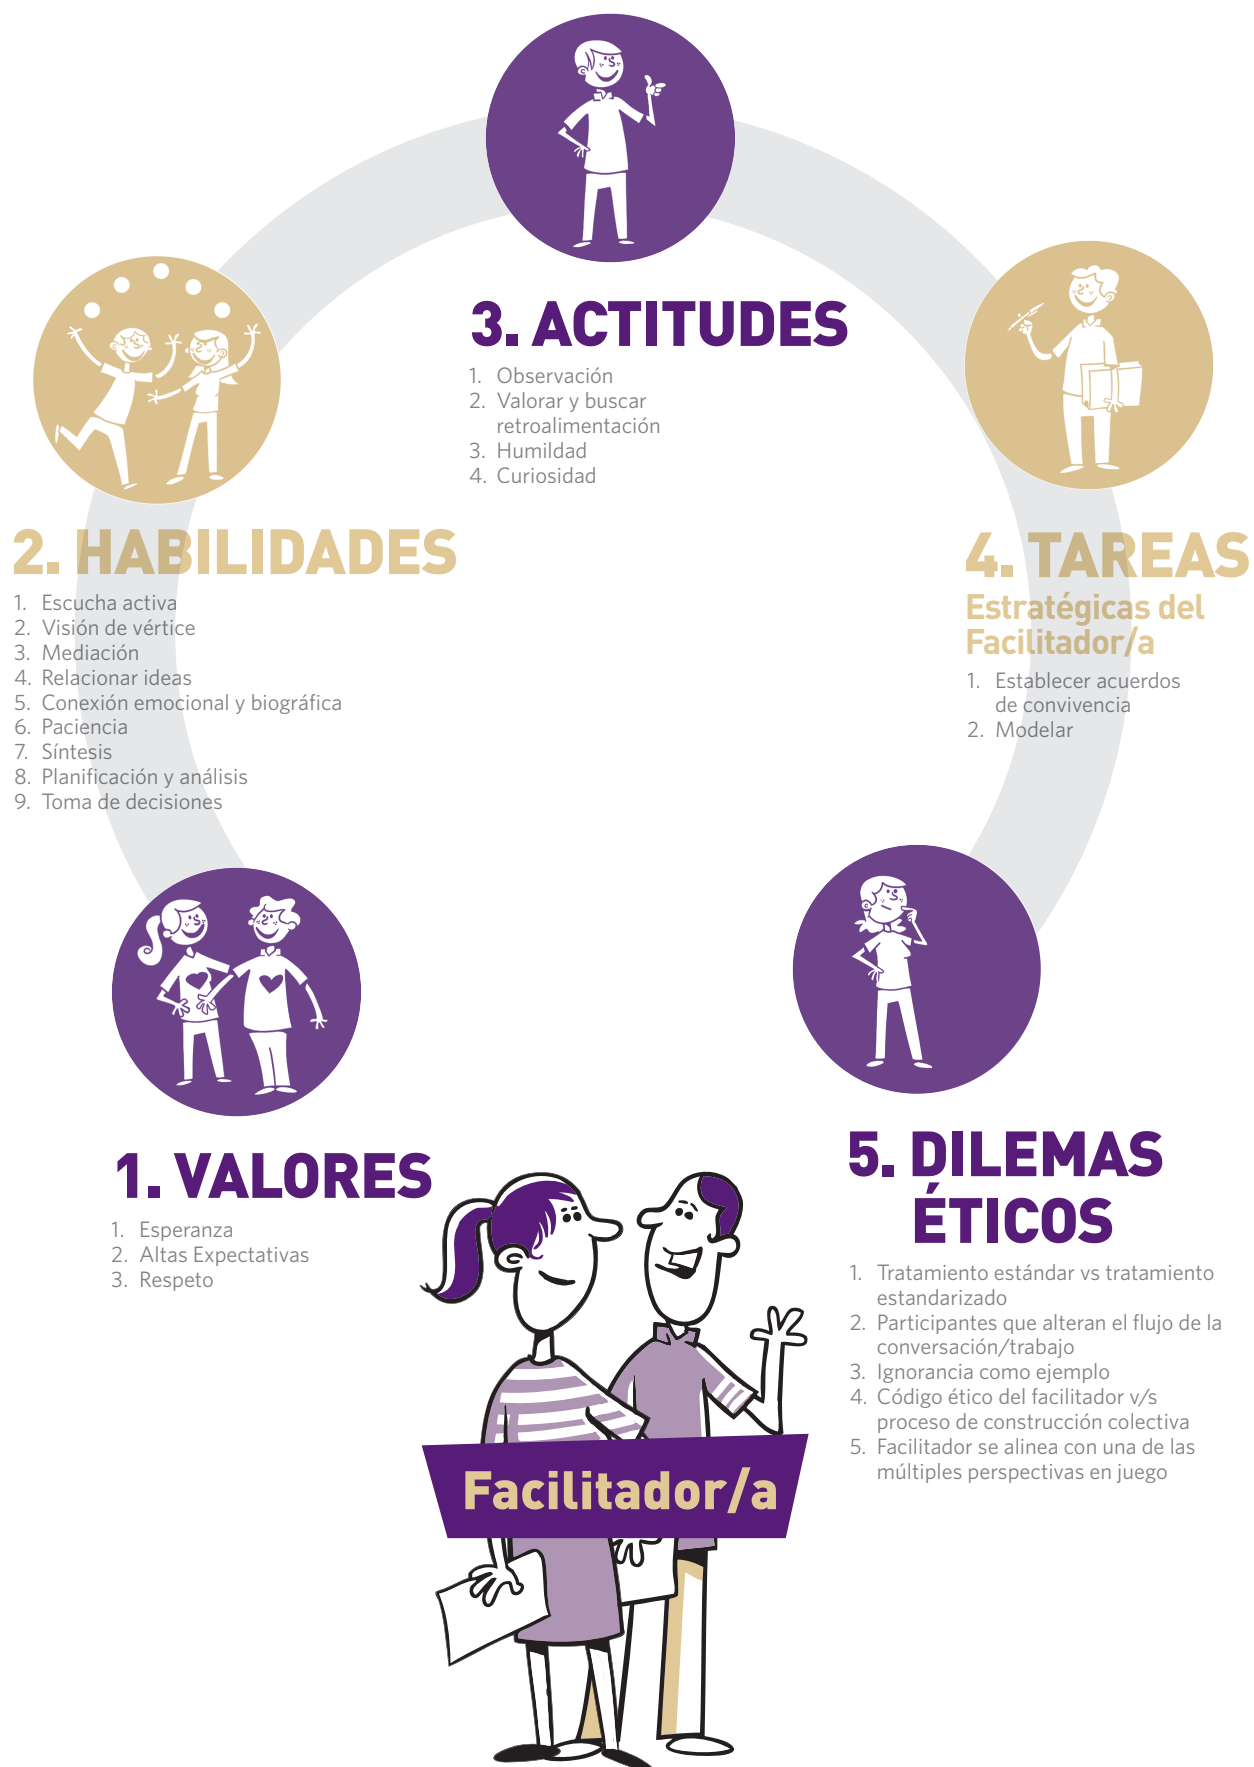 3. ACTITUDES
1. Observación
2. Valorar y buscar
retroalimentación
3. Humildad
4. Curiosidad
2. HABILIDADES
1. Escucha activa
2. Visión de vértice
3. Mediación
4. Relacionar ideas
5. Conexión emocional y biográfica
6. Paciencia
7. Síntesis
8. Planificación y análisis
9. Toma de decisiones
4. TAREAS
Estratégicas del
Facilitador/a
1. Establecer acuerdos
de convivencia
2. Modelar
1. VALORES
1. Esperanza
2. Altas Expectativas
3. Respeto
5. DILEMAS
ÉTICOS
1. Tratamiento estándar vs tratamiento
estandarizado
2. Participantes que alteran el flujo de la
conversación/trabajo
3. Ignorancia como ejemplo
4. Código ético del facilitador v/s
proceso de construcción colectiva
5. Facilitador se alinea con una de las
múltiples perspectivas en juego
Facilitador/a